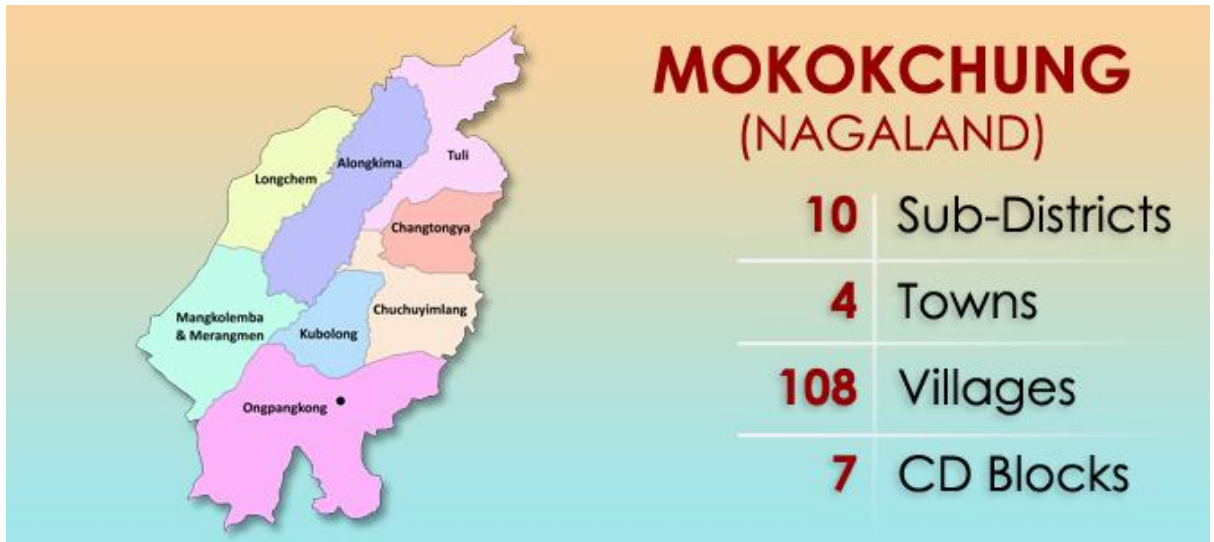 MOKOKCHUNG
(NAGALAND)
10 Sub-Districts
4 Towns
108 Villages
7 CD Blocks
Tuli
Alongkima
Longchem
Changtongya
Chuchuyimlang
Mangkolemba
& Merangmen
Kubolong
Ongpangkong